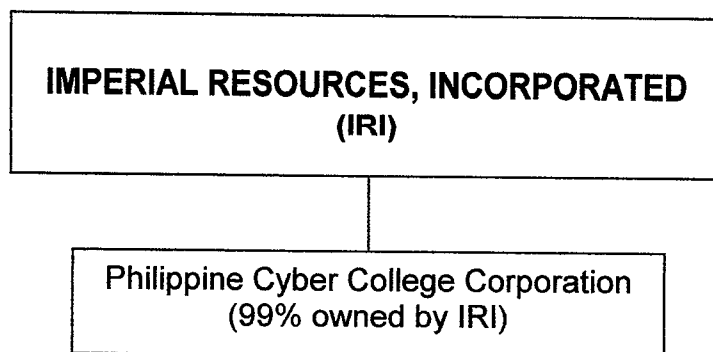 IMPERIAL RESOURCES, INCORPORATED
(IRI)
Philippine Cyber College Corporation
(99% owned by IRI)